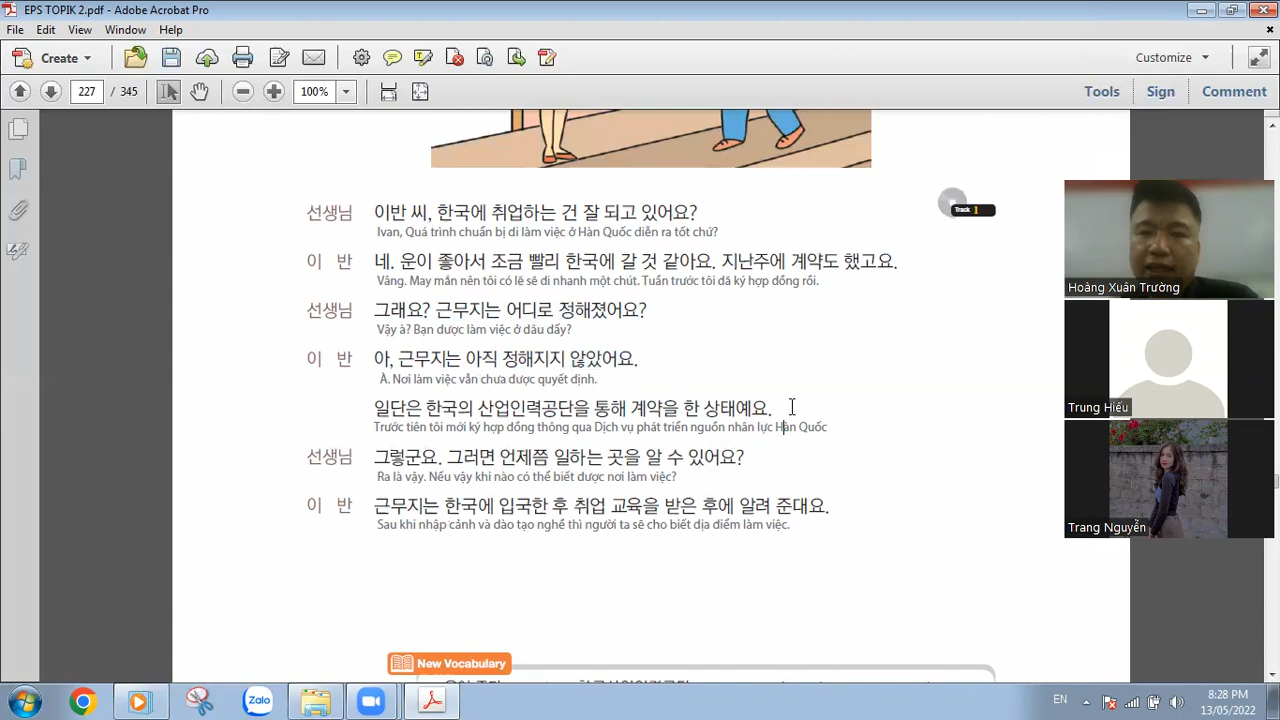 EPS TOPIK 2.pdf - Adobe Acrobat Pro
File Edit View Window Help
Create Customize
227 / 345 100% Tools Sign Comment
Track 1
선생님 이반 씨, 한국에 취업하는 건 잘 되고 있어요?
Ivan, Quá trình chuẩn bị đi làm việc ở Hàn Quốc diễn ra tốt chứ?
이 반 네. 운이 좋아서 조금 빨리 한국에 갈 것 같아요. 지난주에 계약도 했고요.
Vâng. May mắn nên tôi có lẽ sẽ đi nhanh một chút. Tuần trước tôi đã ký hợp đồng rồi.
선생님 그래요? 근무지는 어디로 정해졌어요?
Vậy à? Bạn được làm việc ở đâu đấy?
이 반 아, 근무지는 아직 정해지지 않았어요.
À. Nơi làm việc vẫn chưa được quyết định.
일단은 한국의 산업인력공단을 통해 계약을 한 상태예요.
Trước tiên tôi mới ký hợp đồng thông qua Dịch vụ phát triển nguồn nhân lực Hàn Quốc
선생님 그렇군요. 그러면 언제쯤 일하는 곳을 알 수 있어요?
Ra là vậy. Nếu vậy khi nào có thể biết được nơi làm việc?
이 반 근무지는 한국에 입국한 후 취업 교육을 받은 후에 알려 준대요.
Sau khi nhập cảnh và đào tạo nghề thì người ta sẽ cho biết địa điểm làm việc.
New Vocabulary
Hoàng Xuân Trường
Trung Hiếu
Trang Nguyễn
Zalo
EN
8:28 PM
13/05/2022